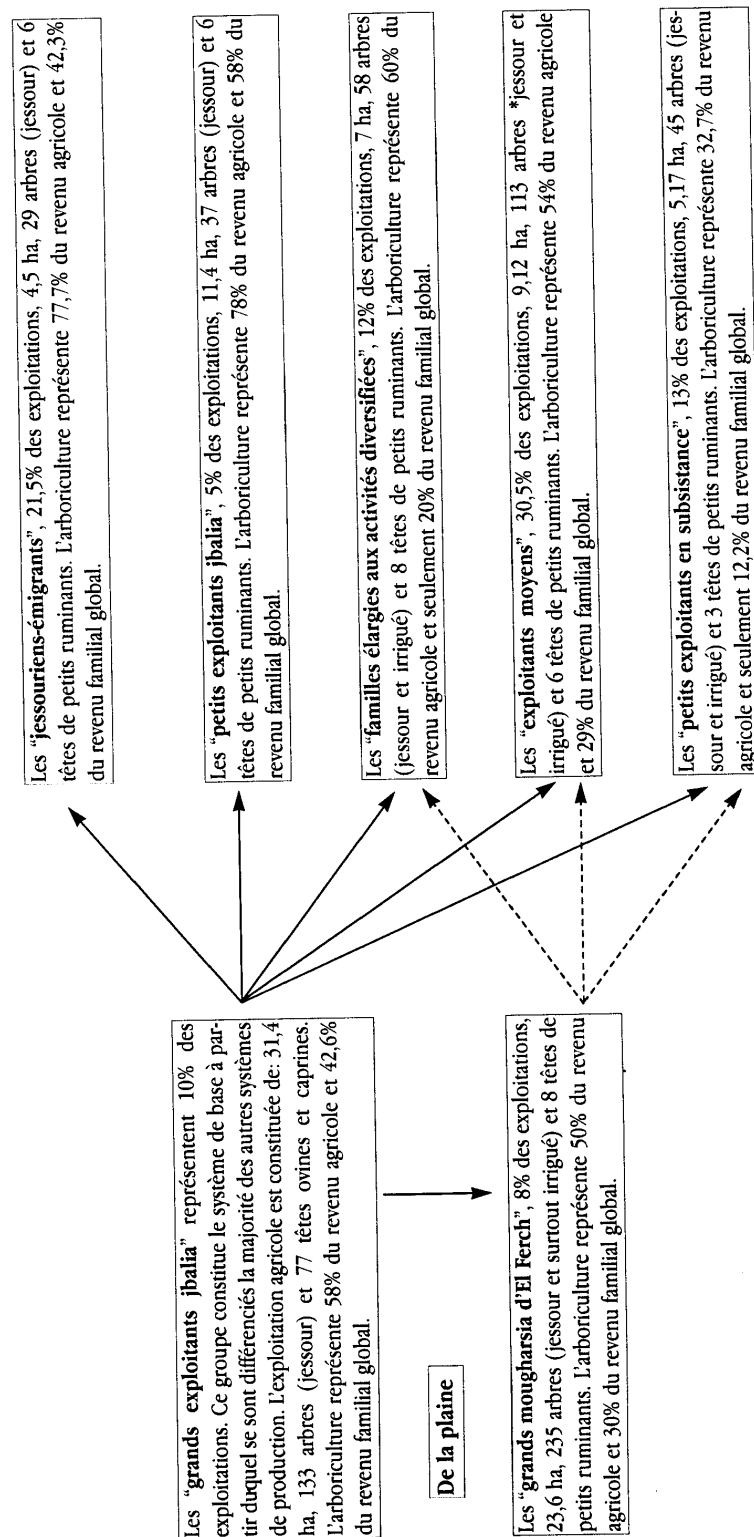 Les “grands exploitants jbalia” représentent 10% des
exploitations. Ce groupe constitue le système de base à par-
tir duquel se sont différenciés la majorité des autres systèmes
de production. L'exploitation agricole est constituée de: 31,4
ha, 133 arbres (jessour) et 77 têtes ovines et caprines.
L'arboriculture représente 58% du revenu agricole et 42,6%
du revenu familial global.
De la plaine
Les “grands mougharsia d'El Ferch”, 8% des exploitations,
23,6 ha, 235 arbres (jessour et surtout irrigué) et 8 têtes de
petits ruminants. L'arboriculture représente 50% du revenu
agricole et 30% du revenu familial global.
Les “jessouriens-émigrants”, 21,5% des exploitations, 4,5 ha, 29 arbres (jessour) et 6
têtes de petits ruminants. L'arboriculture représente 77,7% du revenu agricole et 42,3%
du revenu familial global.
Les “petits exploitants jbalia”, 5% des exploitations, 11,4 ha, 37 arbres (jessour) et 6
têtes de petits ruminants. L'arboriculture représente 78% du revenu agricole et 58% du
revenu familial global.
Les “familles élargies aux activités diversifiées”, 12% des exploitations, 7 ha, 58 arbres
(jessour et irrigué) et 8 têtes de petits ruminants. L'arboriculture représente 60% du
revenu agricole et seulement 20% du revenu familial global.
Les “exploitants moyens”, 30,5% des exploitations, 9,12 ha, 113 arbres *jessour et
irrigué) et 6 têtes de petits ruminants. L'arboriculture représente 54% du revenu agricole
et 29% du revenu familial global.
Les “petits exploitants en subsistance”, 13% des exploitations, 5,17 ha, 45 arbres (jes-
sour et irrigué) et 3 têtes de petits ruminants. L'arboriculture représente 32,7% du revenu
agricole et seulement 12,2% du revenu familial global.